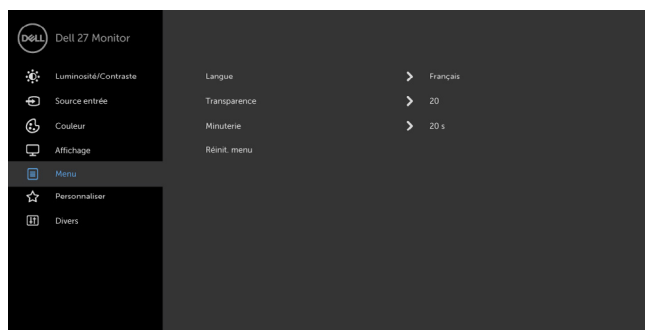 DELL Dell 27 Monitor
Luminosité/Contraste
Langue Français
Source entrée
Transparence 20
Couleur
Minuterie 20 s
Affichage
Réinit. menu
Menu
Personnaliser
Divers